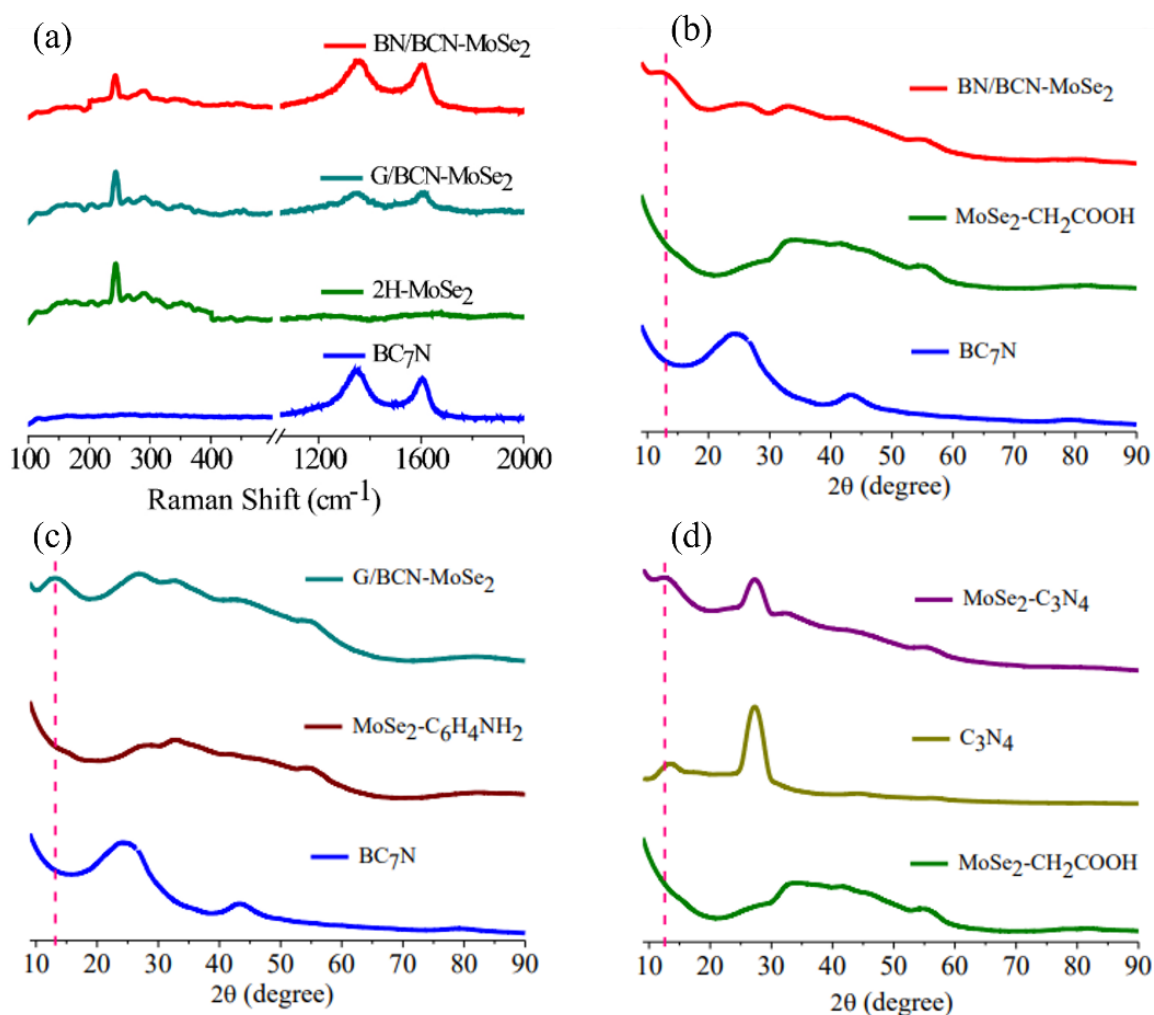 (a)
BN/BCN-MoSe2
G/BCN-MoSe2
2H-MoSe2
BC7N
100 200 300 400 1200 1600 2000
Raman Shift (cm-1)
(b)
BN/BCN-MoSe2
MoSe2-CH2COOH
BC7N
10 20 30 40 50 60 70 80 90
2θ (degree)
(c)
G/BCN-MoSe2
MoSe2-C6H4NH2
BC7N
10 20 30 40 50 60 70 80 90
2θ (degree)
(d)
MoSe2-C3N4
C3N4
MoSe2-CH2COOH
10 20 30 40 50 60 70 80 90
2θ (degree)